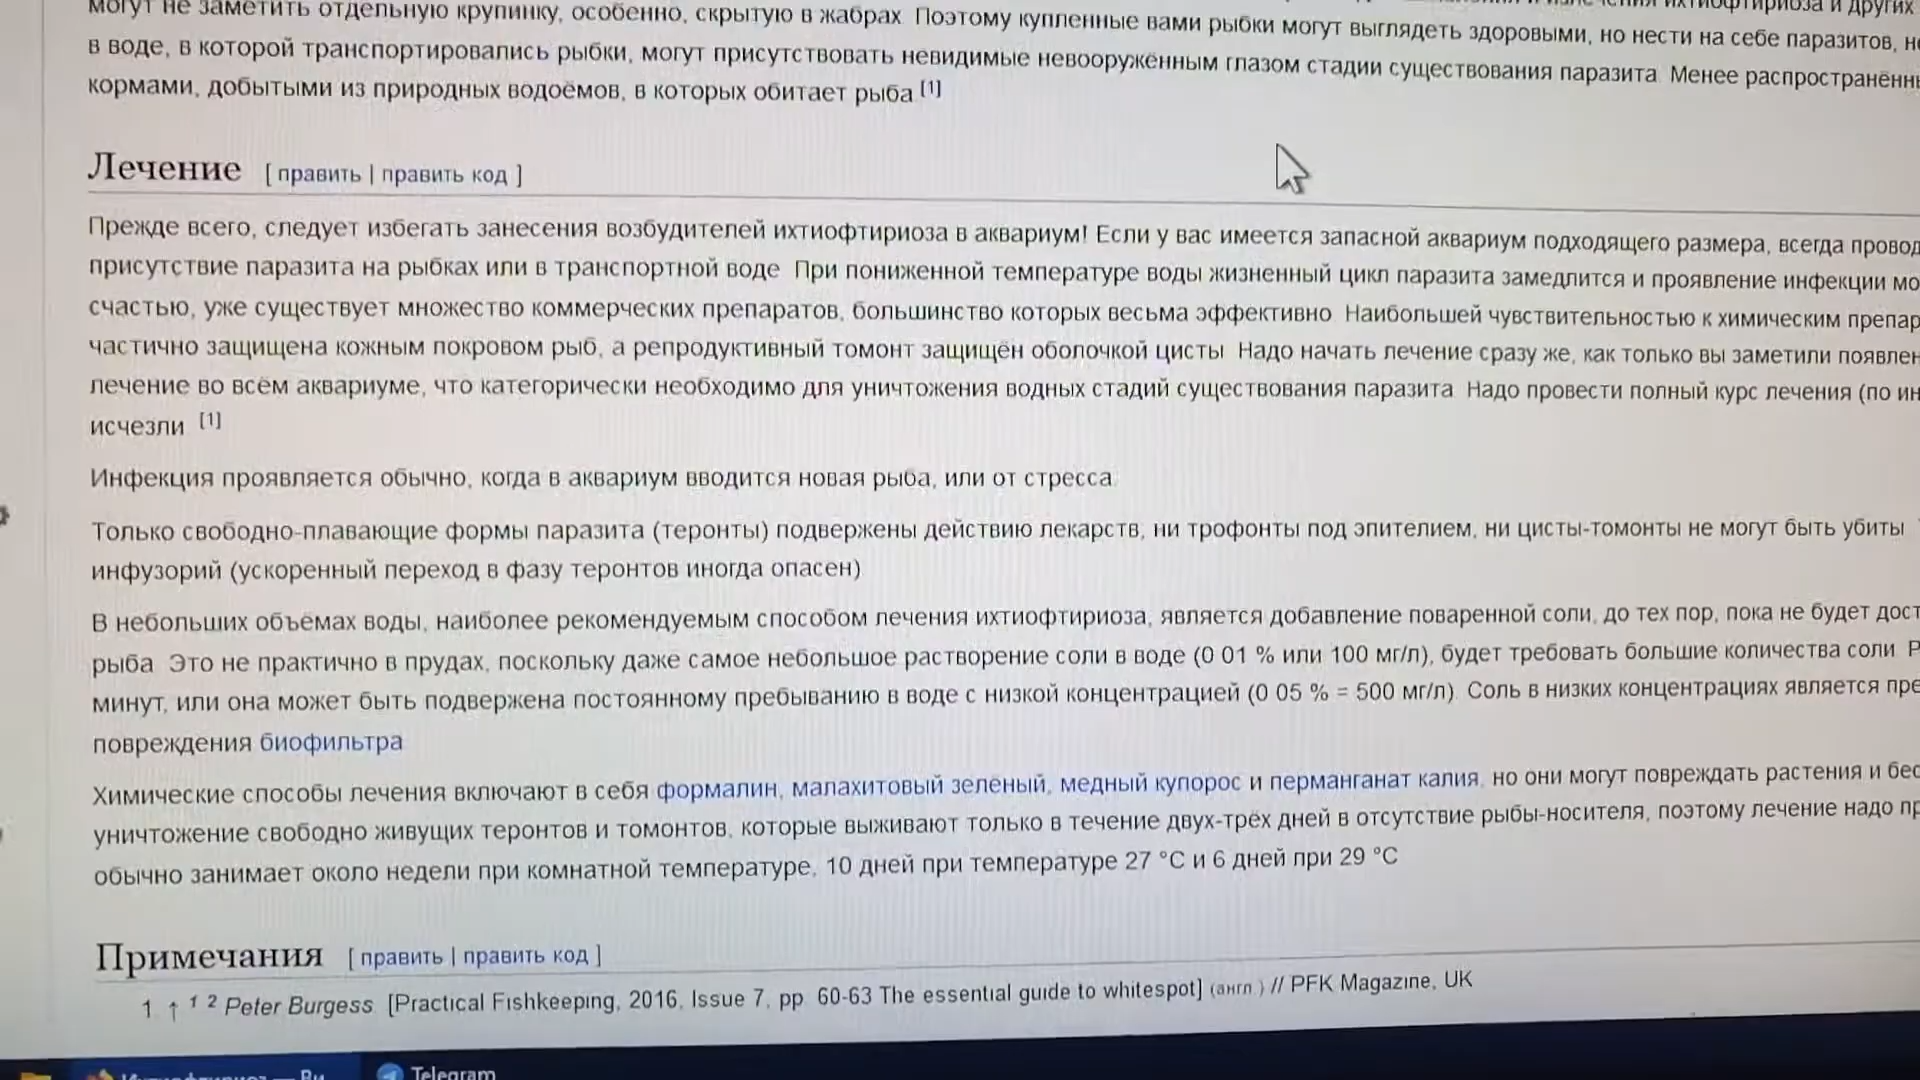 могут не заметить отдельную крупинку, особенно, скрытую в жабрах. Поэтому купленные вами рыбки могут выглядеть здоровыми, но нести на себе паразитов,
в воде, в которой транспортировались рыбки, могут присутствовать невидимые невооружённым глазом стадии существования паразита. Менее
кормами, добытыми из природных водоёмов, в которых обитает рыба [1]
Лечение [ править | править код ]
Прежде всего, следует избегать занесения возбудителей ихтиофтириоза в аквариум! Если у вас имеется запасной аквариум подходящего размера, всегда
присутствие паразита на рыбках или в транспортной воде. При пониженной температуре воды жизненный цикл паразита замедлится и проявление инфекции
счастью, уже существует множество коммерческих препаратов, большинство которых весьма эффективно. Наибольшей чувствительностью к химическим
частично защищена кожным покровом рыб, а репродуктивный томонт защищён оболочкой цисты. Надо начать лечение сразу же, как только вы заметили
лечение во всём аквариуме, что категорически необходимо для уничтожения водных стадий существования паразита. Надо провести полный курс лечения (по
исчезли. [1]
Инфекция проявляется обычно, когда в аквариум вводится новая рыба, или от стресса.
Только свободно-плавающие формы паразита (теронты) подвержены действию лекарств, ни трофонты под эпителием, ни цисты-томонты не могут быть убиты.
инфузорий (ускоренный переход в фазу теронтов иногда опасен)
В небольших объёмах воды, наиболее рекомендуемым способом лечения ихтиофтириоза, является добавление поваренной соли, до тех пор, пока не будет
рыба. Это не практично в прудах, поскольку даже самое небольшое растворение соли в воде (0.01 % или 100 мг/л), будет требовать большие количества соли.
минут, или она может быть подвержена постоянному пребыванию в воде с низкой концентрацией (0.05 % = 500 мг/л). Соль в низких концентрациях является
повреждения биофильтра
Химические способы лечения включают в себя формалин, малахитовый зелёный, медный купорос и перманганат калия, но они могут повреждать растения и
уничтожение свободно живущих теронтов и томонтов, которые выживают только в течение двух-трёх дней в отсутствие рыбы-носителя, поэтому лечение надо
обычно занимает около недели при комнатной температуре, 10 дней при температуре 27 °C и 6 дней при 29 °C
Примечания [ править | править код ]
1. ↑ 1 2 Peter Burgess. [Practical Fishkeeping, 2016, Issue 7, pp. 60-63 The essential guide to whitespot] (англ.) // PFK Magazine, UK
Telegram